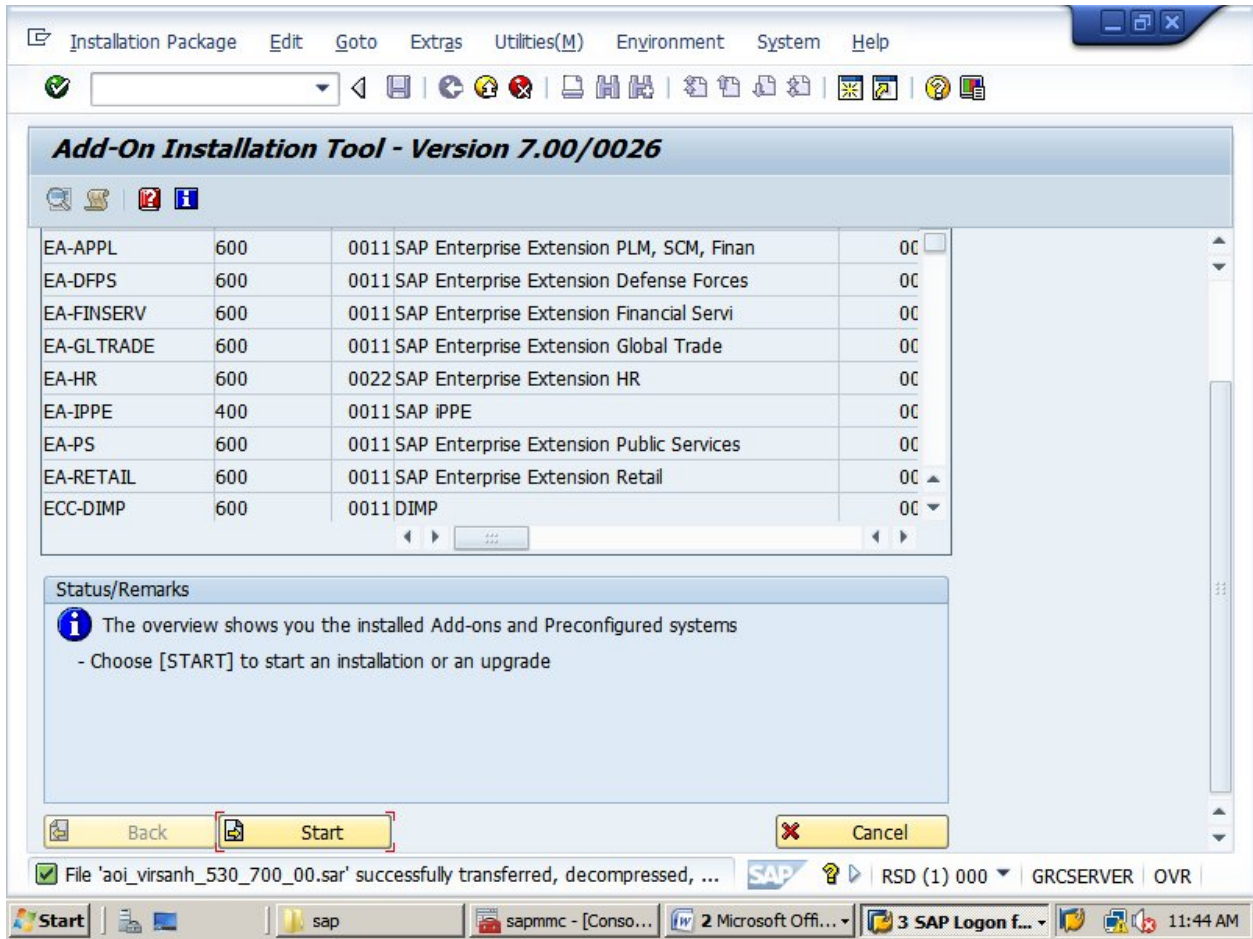 Installation Package Edit Goto Extras Utilities(M) Environment System Help
Add-On Installation Tool - Version 7.00/0026
EA-APPL 600 0011 SAP Enterprise Extension PLM, SCM, Finan 00
EA-DFPS 600 0011 SAP Enterprise Extension Defense Forces 00
EA-FINSERV 600 0011 SAP Enterprise Extension Financial Servi 00
EA-GLTRADE 600 0011 SAP Enterprise Extension Global Trade 00
EA-HR 600 0022 SAP Enterprise Extension HR 00
EA-IPPE 400 0011 SAP iPPE 00
EA-PS 600 0011 SAP Enterprise Extension Public Services 00
EA-RETAIL 600 0011 SAP Enterprise Extension Retail 00
ECC-DIMP 600 0011 DIMP 00
Status/Remarks
The overview shows you the installed Add-ons and Preconfigured systems
- Choose [START] to start an installation or an upgrade
Back Start Cancel
File 'aoi_virsanh_530_700_00.sar' successfully transferred, decompressed, ... SAP RSD (1) 000 GRCSERVER OVR
Start sap sapmmc - [Conso... 2 Microsoft Offi... 3 SAP Logon f... 11:44 AM